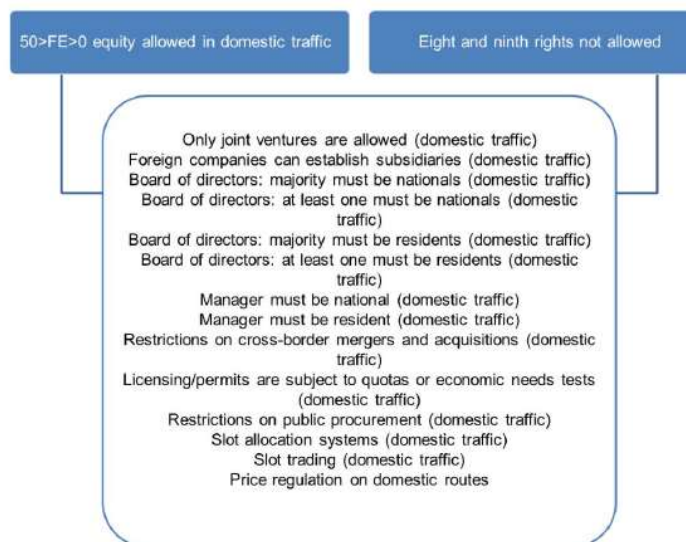 50>FE>0 equity allowed in domestic traffic
Eight and ninth rights not allowed
Only joint ventures are allowed (domestic traffic)
Foreign companies can establish subsidiaries (domestic traffic)
Board of directors: majority must be nationals (domestic traffic)
Board of directors: at least one must be nationals (domestic
traffic)
Board of directors: majority must be residents (domestic traffic)
Board of directors: at least one must be residents (domestic
traffic)
Manager must be national (domestic traffic)
Manager must be resident (domestic traffic)
Restrictions on cross-border mergers and acquisitions (domestic
traffic)
Licensing/permits are subject to quotas or economic needs tests
(domestic traffic)
Restrictions on public procurement (domestic traffic)
Slot allocation systems (domestic traffic)
Slot trading (domestic traffic)
Price regulation on domestic routes